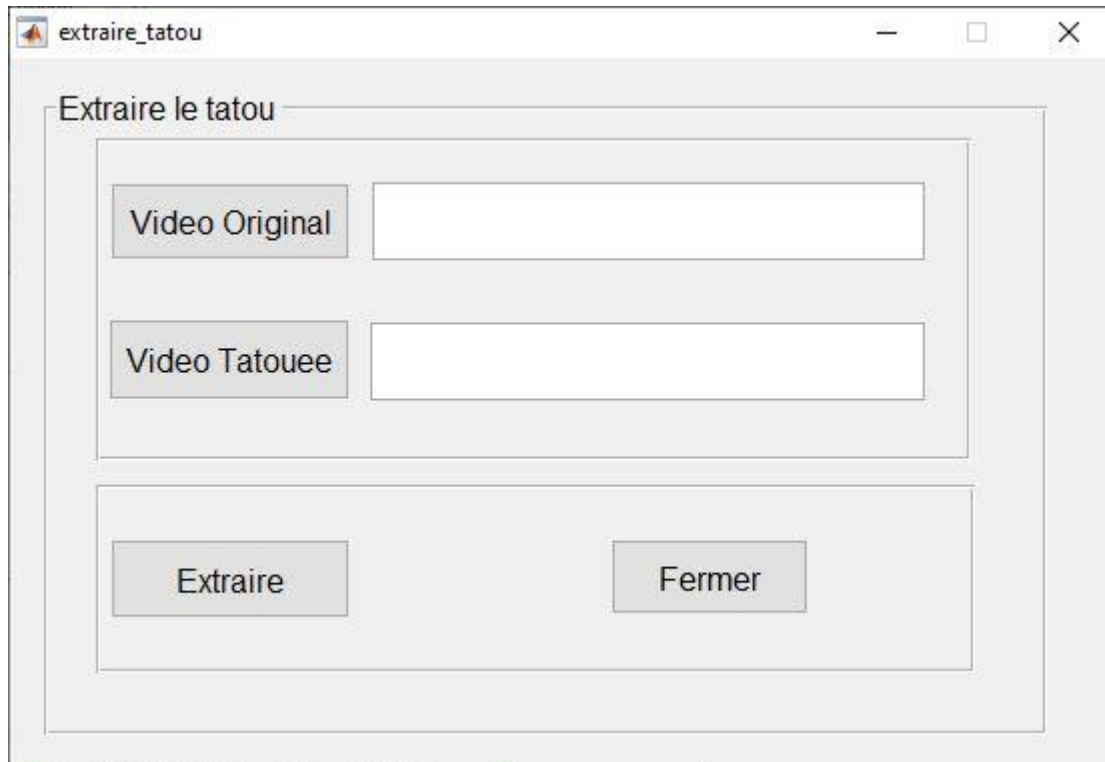 extraire_tatou
Extraire le tatou
Video Original
Video Tatouee
Extraire Fermer